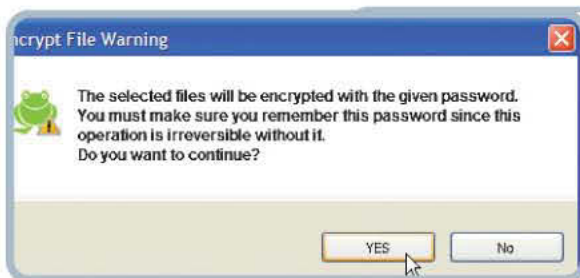 ncrypt File Warning
The selected files will be encrypted with the given password.
You must make sure you remember this password since this
operation is irreversible without it.
Do you want to continue?
YES
No